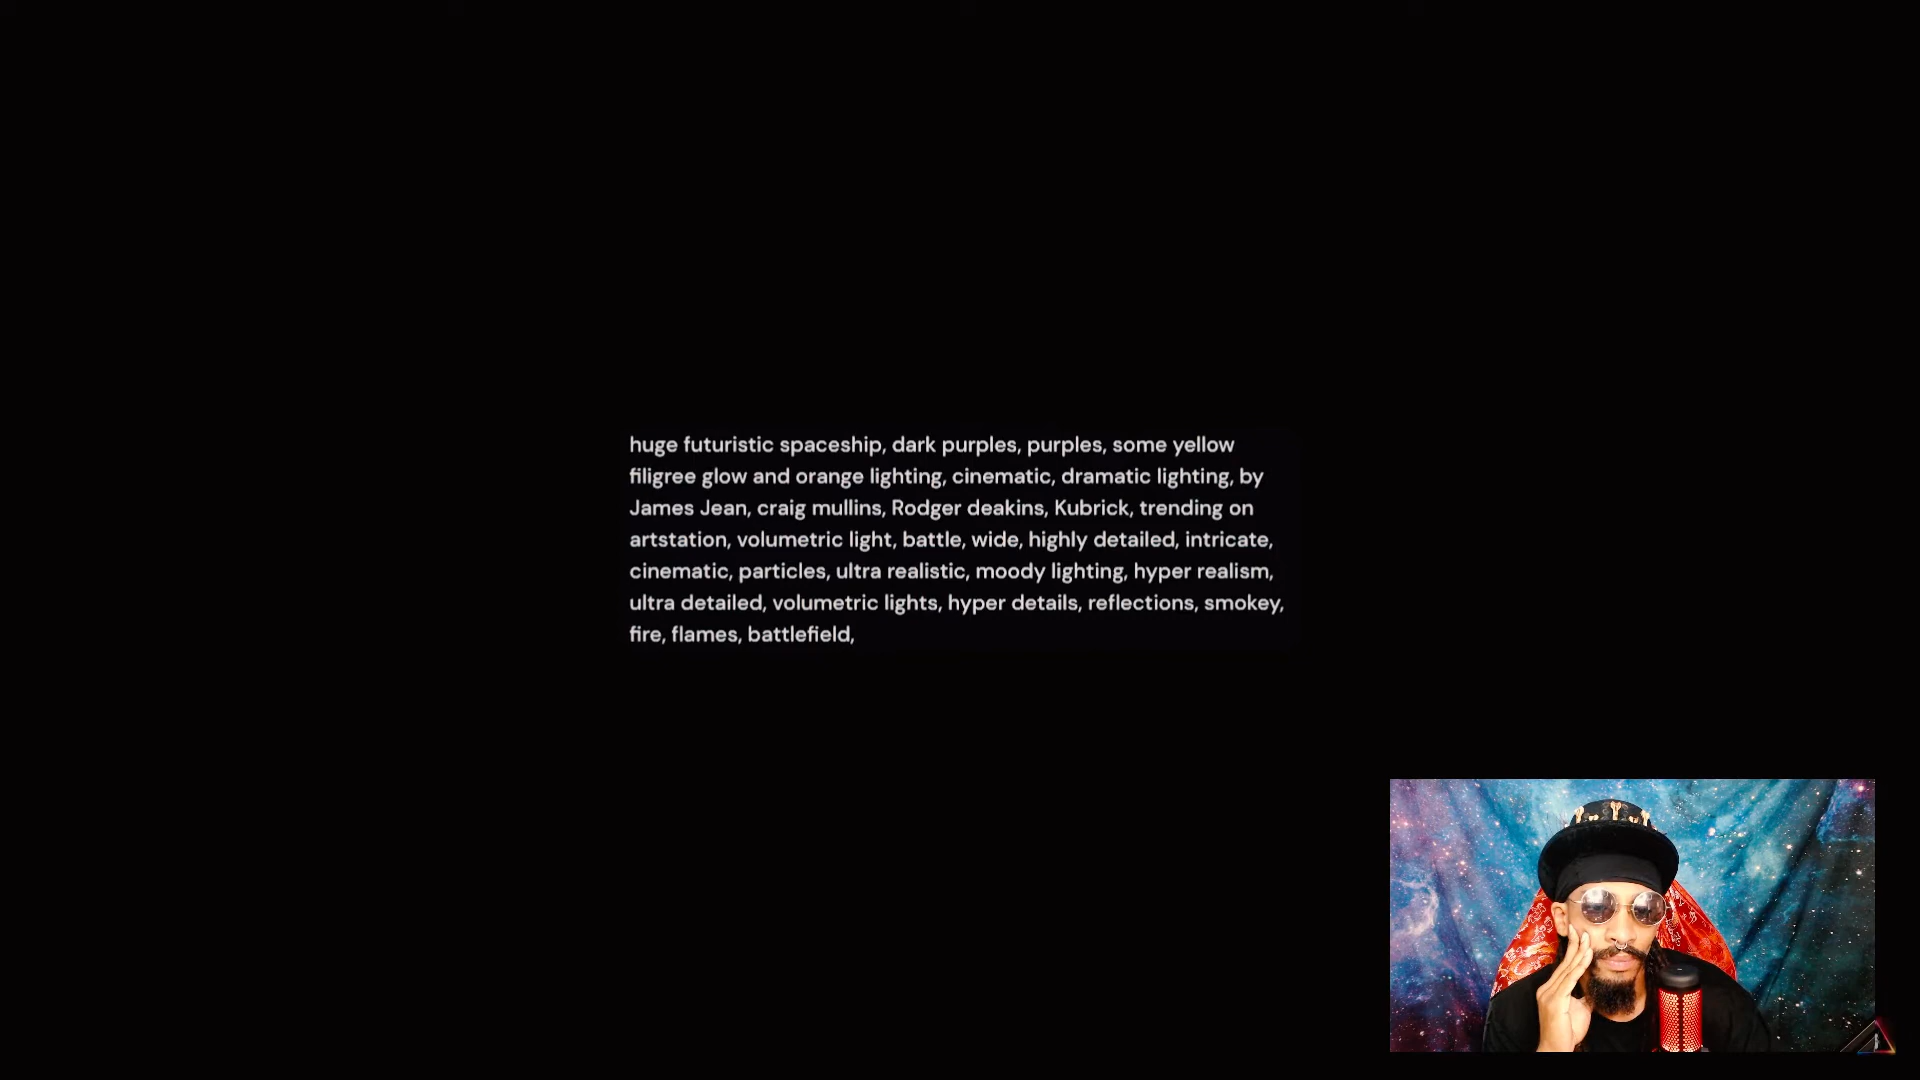 huge futuristic spaceship, dark purples, purples, some yellow
filigree glow and orange lighting, cinematic, dramatic lighting, by
James Jean, craig mullins, Rodger deakins, Kubrick, trending on
artstation, volumetric light, battle, wide, highly detailed, intricate,
cinematic, particles, ultra realistic, moody lighting, hyper realism,
ultra detailed, volumetric lights, hyper details, reflections, smokey,
fire, flames, battlefield,